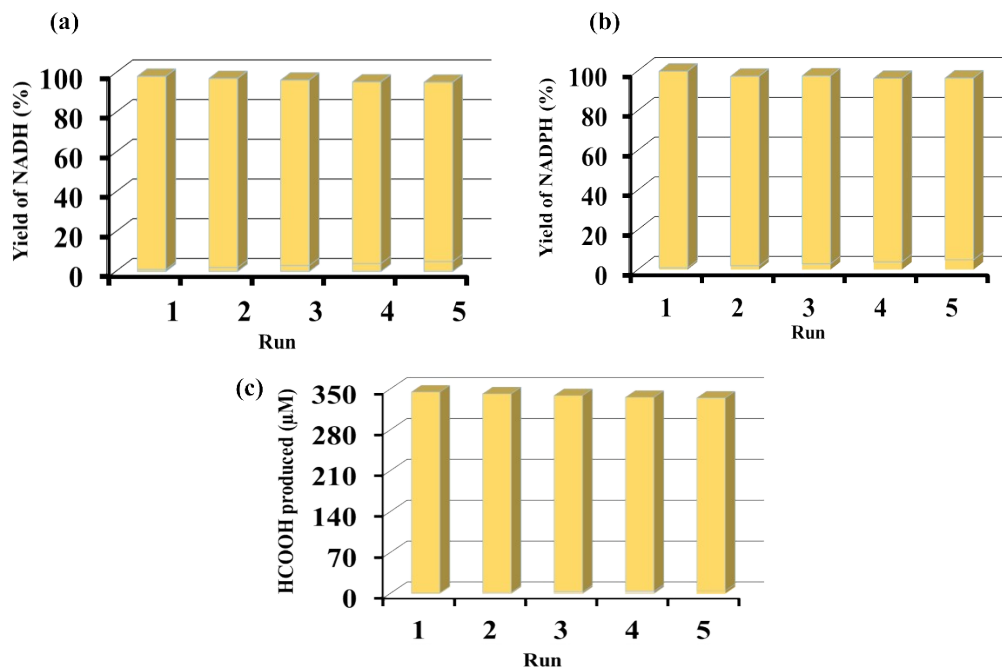 (a)
Yield of NADH (%)
100
80
60
40
20
0
1 2 3 4 5
Run
(b)
Yield of NADPH (%)
100
80
60
40
20
0
1 2 3 4 5
Run
(c)
HCOOH produced (µM)
350
280
210
140
70
0
1 2 3 4 5
Run